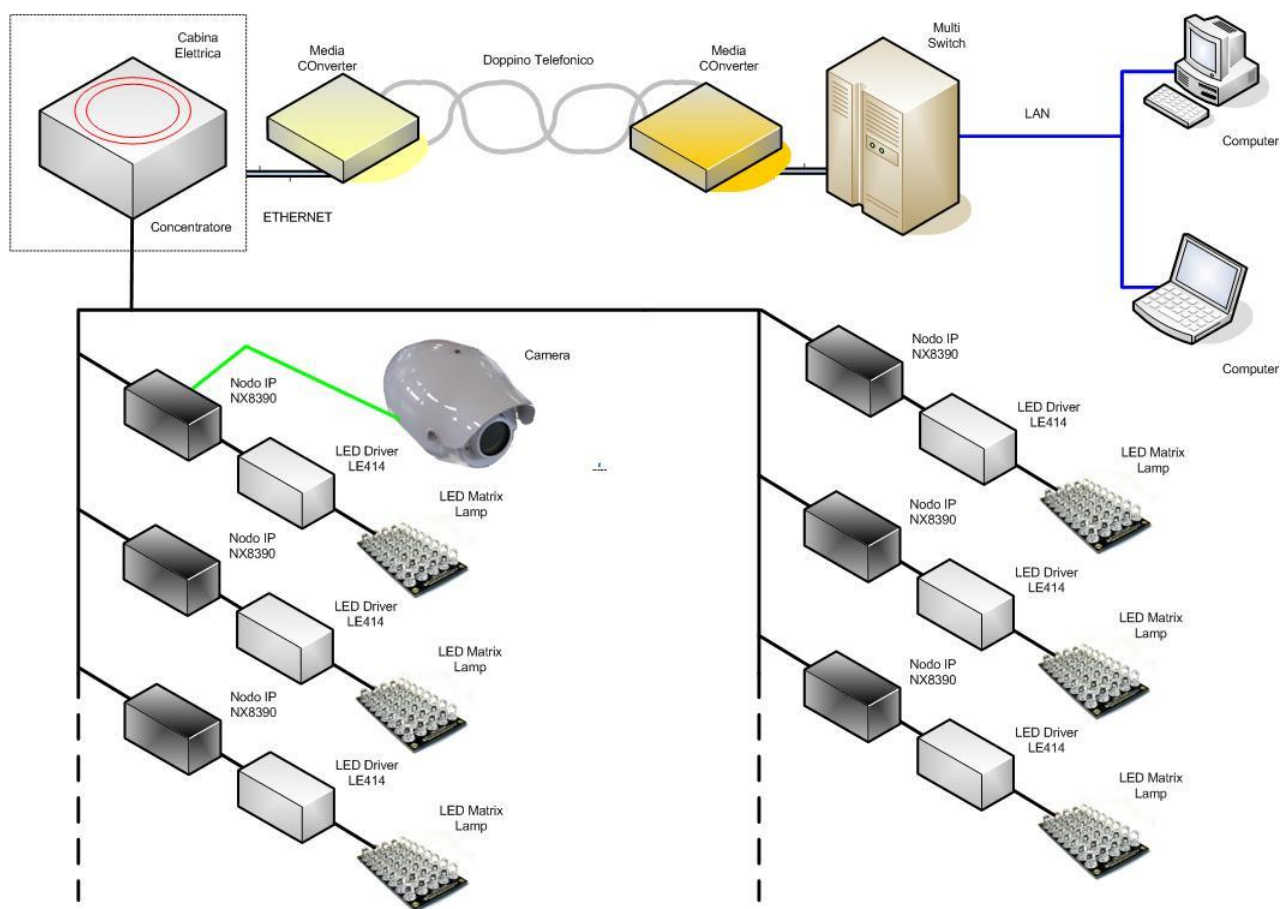 Cabina
Elettrica
Media
COnverter
Doppino Telefonico
Media
COnverter
Multi
Switch
LAN
Computer
Concentratore
ETHERNET
Computer
Camera
Nodo IP
NX8390
LED Driver
LE414
LED Matrix
Lamp
Nodo IP
NX8390
LED Driver
LE414
LED Matrix
Lamp
Nodo IP
NX8390
LED Driver
LE414
LED Matrix
Lamp
Nodo IP
NX8390
LED Driver
LE414
LED Matrix
Lamp
Nodo IP
NX8390
LED Driver
LE414
LED Matrix
Lamp
Nodo IP
NX8390
LED Driver
LE414
LED Matrix
Lamp